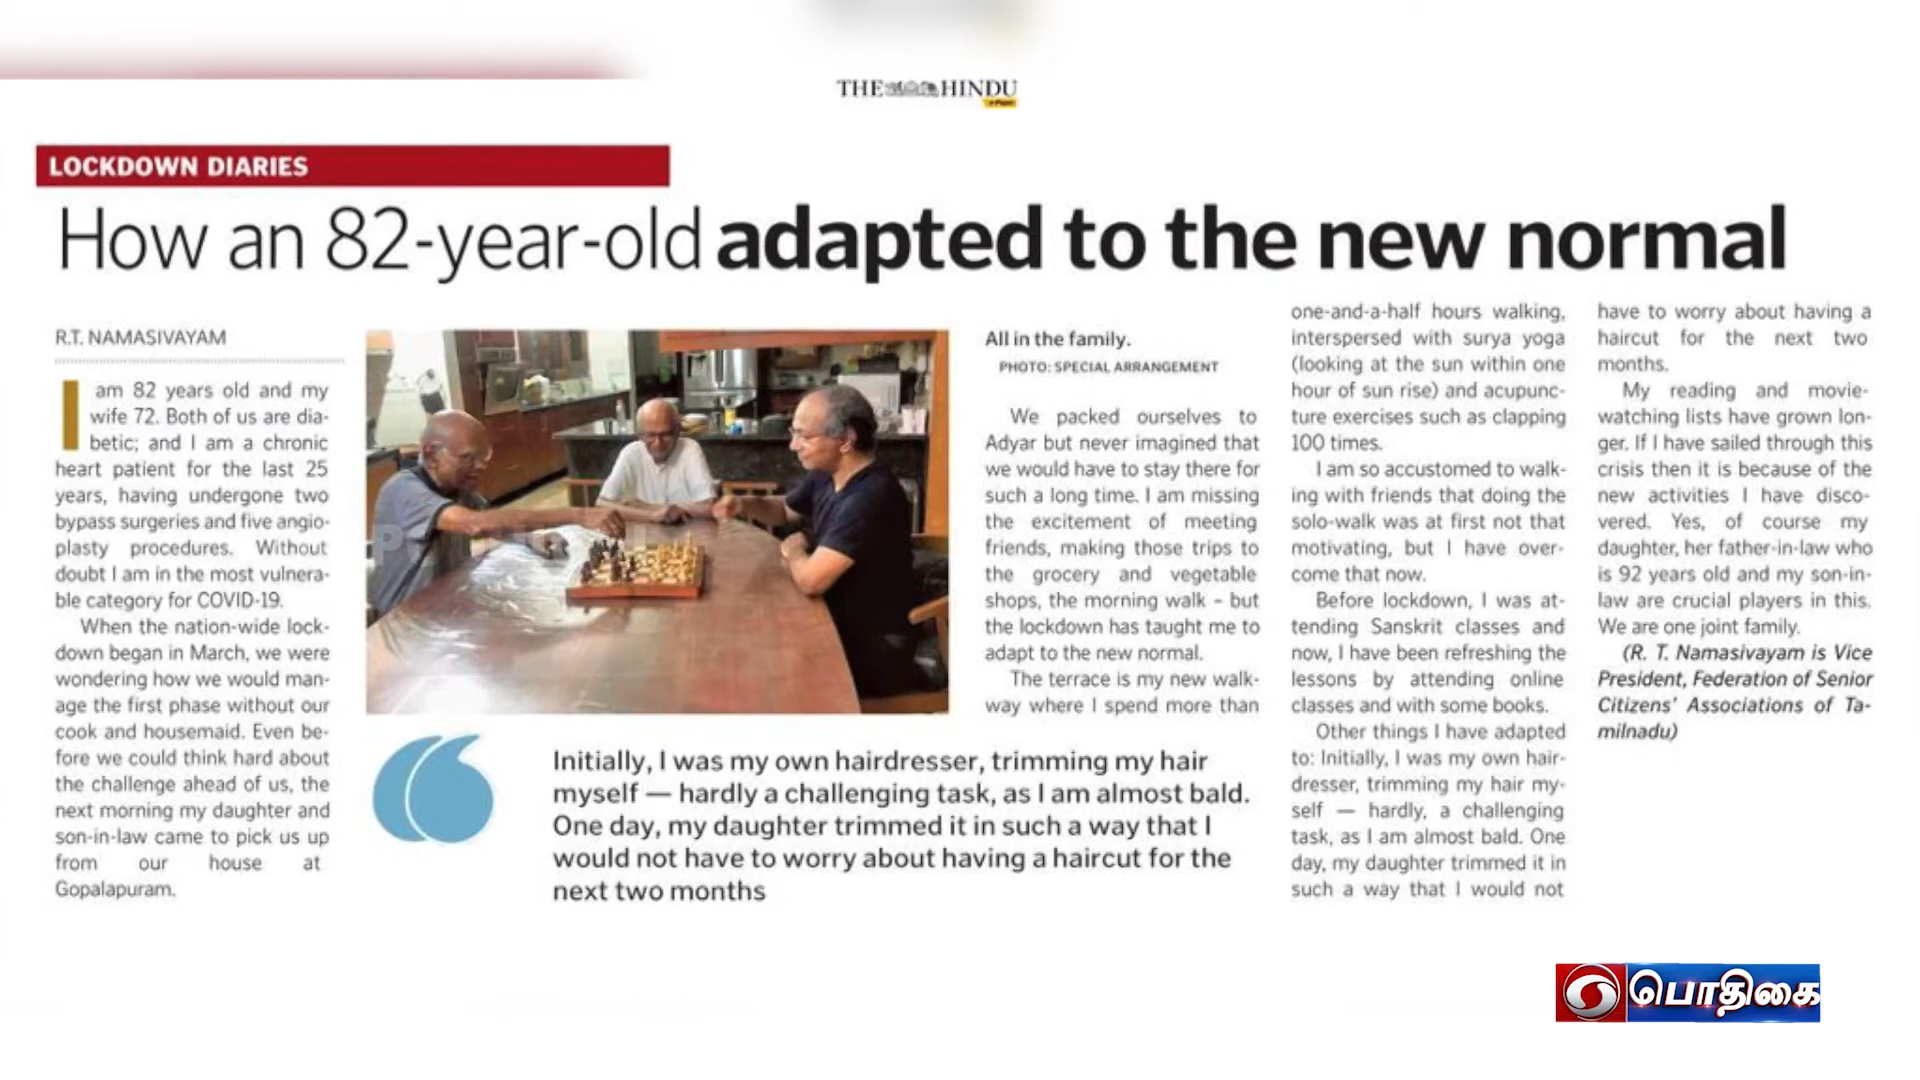 THE HINDU
LOCKDOWN DIARIES
How an 82-year-old adapted to the new normal
R.T. NAMASIVAYAM
I am 82 years old and my
wife 72. Both of us are dia-
betic; and I am a chronic
heart patient for the last 25
years, having undergone two
bypass surgeries and five angio-
plasty procedures. Without
doubt I am in the most vulnera-
ble category for COVID-19.
When the nation-wide lock-
down began in March, we were
wondering how we would man-
age the first phase without our
cook and housemaid. Even be-
fore we could think hard about
the challenge ahead of us, the
next morning my daughter and
son-in-law came to pick us up
from our house at
Gopalapuram.
All in the family.
PHOTO: SPECIAL ARRANGEMENT
We packed ourselves to
Adyar but never imagined that
we would have to stay there for
such a long time. I am missing
the excitement of meeting
friends, making those trips to
the grocery and vegetable
shops, the morning walk – but
the lockdown has taught me to
adapt to the new normal.
The terrace is my new walk-
way where I spend more than
one-and-a-half hours walking,
interspersed with surya yoga
(looking at the sun within one
hour of sun rise) and acupunc-
ture exercises such as clapping
100 times.
I am so accustomed to walk-
ing with friends that doing the
solo-walk was at first not that
motivating, but I have over-
come that now.
Before lockdown, I was at-
tending Sanskrit classes and
now, I have been refreshing the
lessons by attending online
classes and with some books.
Other things I have adapted
to: Initially, I was my own hair-
dresser, trimming my hair my-
self — hardly, a challenging
task, as I am almost bald. One
day, my daughter trimmed it in
such a way that I would not
have to worry about having a
haircut for the next two
months.
My reading and movie-
watching lists have grown lon-
ger. If I have sailed through this
crisis then it is because of the
new activities I have disco-
vered. Yes, of course my
daughter, her father-in-law who
is 92 years old and my son-in-
law are crucial players in this.
We are one joint family.
(R. T. Namasivayam is Vice
President, Federation of Senior
Citizens' Associations of Ta-
milnadu)
Initially, I was my own hairdresser, trimming my hair
myself — hardly a challenging task, as I am almost bald.
One day, my daughter trimmed it in such a way that I
would not have to worry about having a haircut for the
next two months
பொதிகை